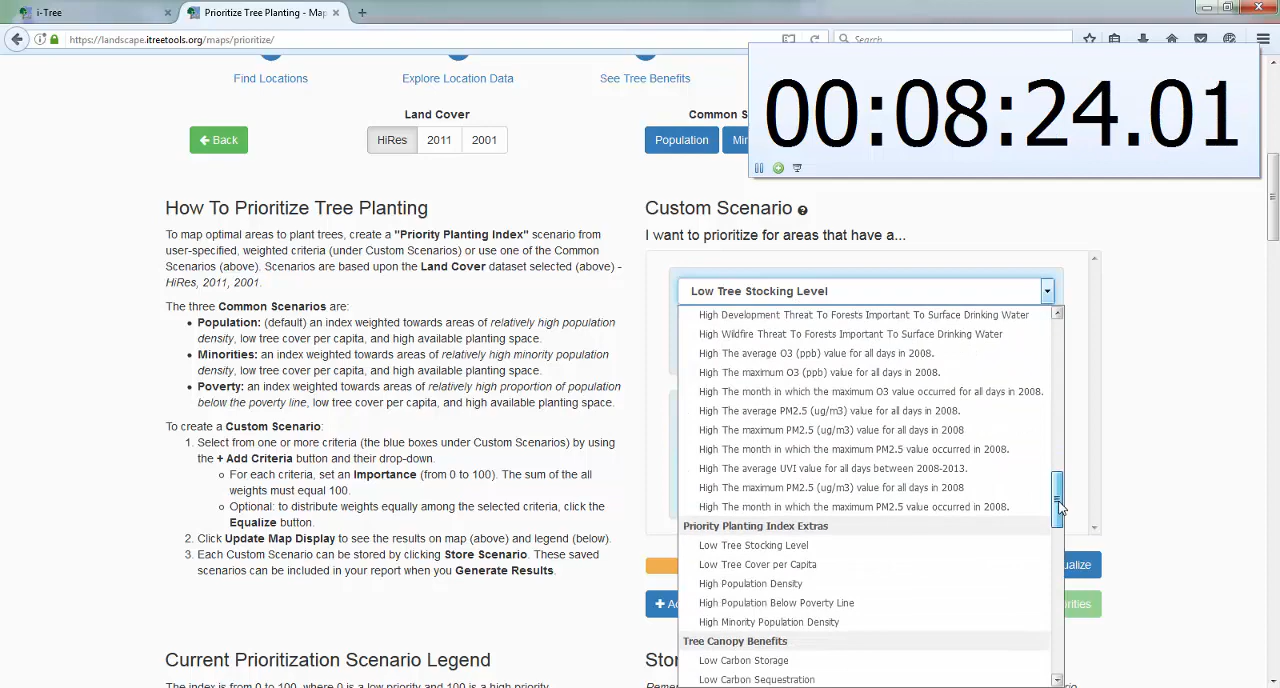 i-Tree
Prioritize Tree Planting - Map
https://landscape.itreetools.org/maps/prioritize/
Search
00:08:24.01
Find Locations
Explore Location Data
See Tree Benefits
Land Cover
Common S
← Back
HiRes
2011
2001
Population
Min
How To Prioritize Tree Planting
To map optimal areas to plant trees, create a "Priority Planting Index" scenario from
user-specified, weighted criteria (under Custom Scenarios) or use one of the Common
Scenarios (above). Scenarios are based upon the Land Cover dataset selected (above) -
HiRes, 2011, 2001.
The three Common Scenarios are:
• Population: (default) an index weighted towards areas of relatively high population
density, low tree cover per capita, and high available planting space.
• Minorities: an index weighted towards areas of relatively high minority population
density, low tree cover per capita, and high available planting space.
• Poverty: an index weighted towards areas of relatively high proportion of population
below the poverty line, low tree cover per capita, and high available planting space.
To create a Custom Scenario:
1. Select from one or more criteria (the blue boxes under Custom Scenarios) by using
the + Add Criteria button and their drop-down.
For each criteria, set an Importance (from 0 to 100). The sum of the all
weights must equal 100.
Optional: to distribute weights equally among the selected criteria, click the
Equalize button.
2. Click Update Map Display to see the results on map (above) and legend (below).
3. Each Custom Scenario can be stored by clicking Store Scenario. These saved
scenarios can be included in your report when you Generate Results.
Current Prioritization Scenario Legend
The index is from 0 to 100, where 0 is a low priority and 100 is a high priority
Custom Scenario ?
I want to prioritize for areas that have a...
Low Tree Stocking Level
High Development Threat To Forests Important To Surface Drinking Water
High Wildfire Threat To Forests Important To Surface Drinking Water
High The average O3 (ppb) value for all days in 2008.
High The maximum O3 (ppb) value for all days in 2008.
High The month in which the maximum O3 value occurred for all days in 2008.
High The average PM2.5 (ug/m3) value for all days in 2008.
High The maximum PM2.5 (ug/m3) value for all days in 2008
High The month in which the maximum PM2.5 value occurred in 2008.
High The average UVI value for all days between 2008-2013.
High The maximum PM2.5 (ug/m3) value for all days in 2008
High The month in which the maximum PM2.5 value occurred in 2008.
Priority Planting Index Extras
Low Tree Stocking Level
Low Tree Cover per Capita
High Population Density
High Population Below Poverty Line
High Minority Population Density
Tree Canopy Benefits
Low Carbon Storage
Low Carbon Sequestration
ualize
+ Ad
rities
Stor